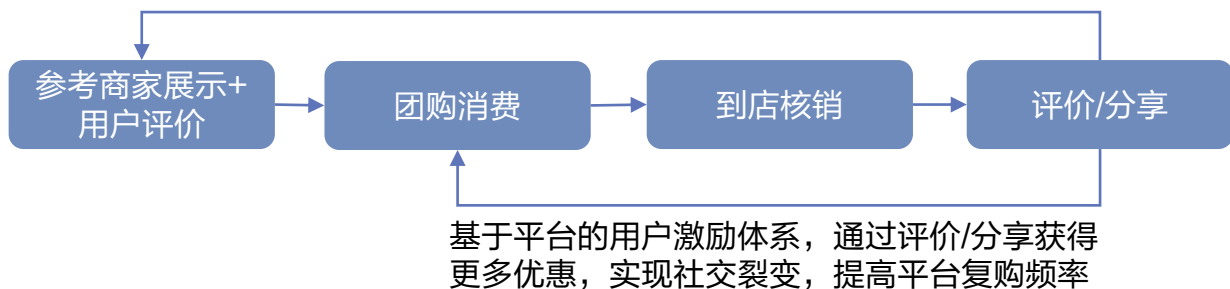 参考商家展示+
用户评价
团购消费
到店核销
评价/分享
基于平台的用户激励体系，通过评价/分享获得
更多优惠，实现社交裂变，提高平台复购频率